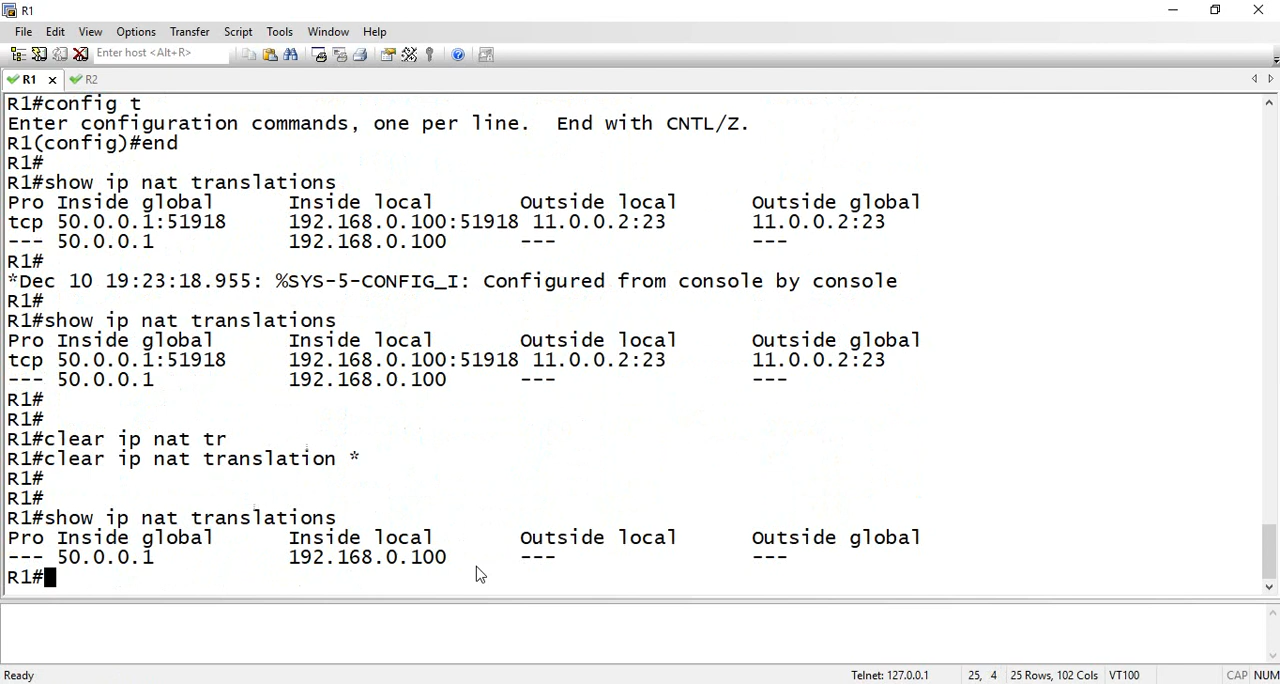 R1
File Edit View Options Transfer Script Tools Window Help
Enter host <Alt+R>
R1 R2
R1#config t
Enter configuration commands, one per line.  End with CNTL/Z.
R1(config)#end
R1#
R1#show ip nat translations
Pro Inside global         Inside local          Outside local         Outside global
tcp 50.0.0.1:51918        192.168.0.100:51918 11.0.0.2:23           11.0.0.2:23
--- 50.0.0.1              192.168.0.100         ---                   ---
R1#
*Dec 10 19:23:18.955: %SYS-5-CONFIG_I: Configured from console by console
R1#
R1#show ip nat translations
Pro Inside global         Inside local          Outside local         Outside global
tcp 50.0.0.1:51918        192.168.0.100:51918 11.0.0.2:23           11.0.0.2:23
--- 50.0.0.1              192.168.0.100         ---                   ---
R1#
R1#
R1#clear ip nat tr
R1#clear ip nat translation *
R1#
R1#
R1#show ip nat translations
Pro Inside global         Inside local          Outside local         Outside global
--- 50.0.0.1              192.168.0.100         ---                   ---
R1#
Ready Telnet: 127.0.0.1 25, 4 25 Rows, 102 Cols VT100 CAP NUM